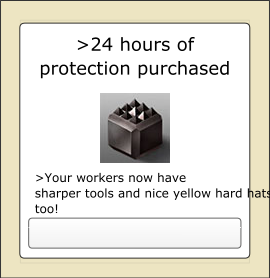 >24 hours of
protection purchased
>Your workers now have
sharper tools and nice yellow hard hats
too!